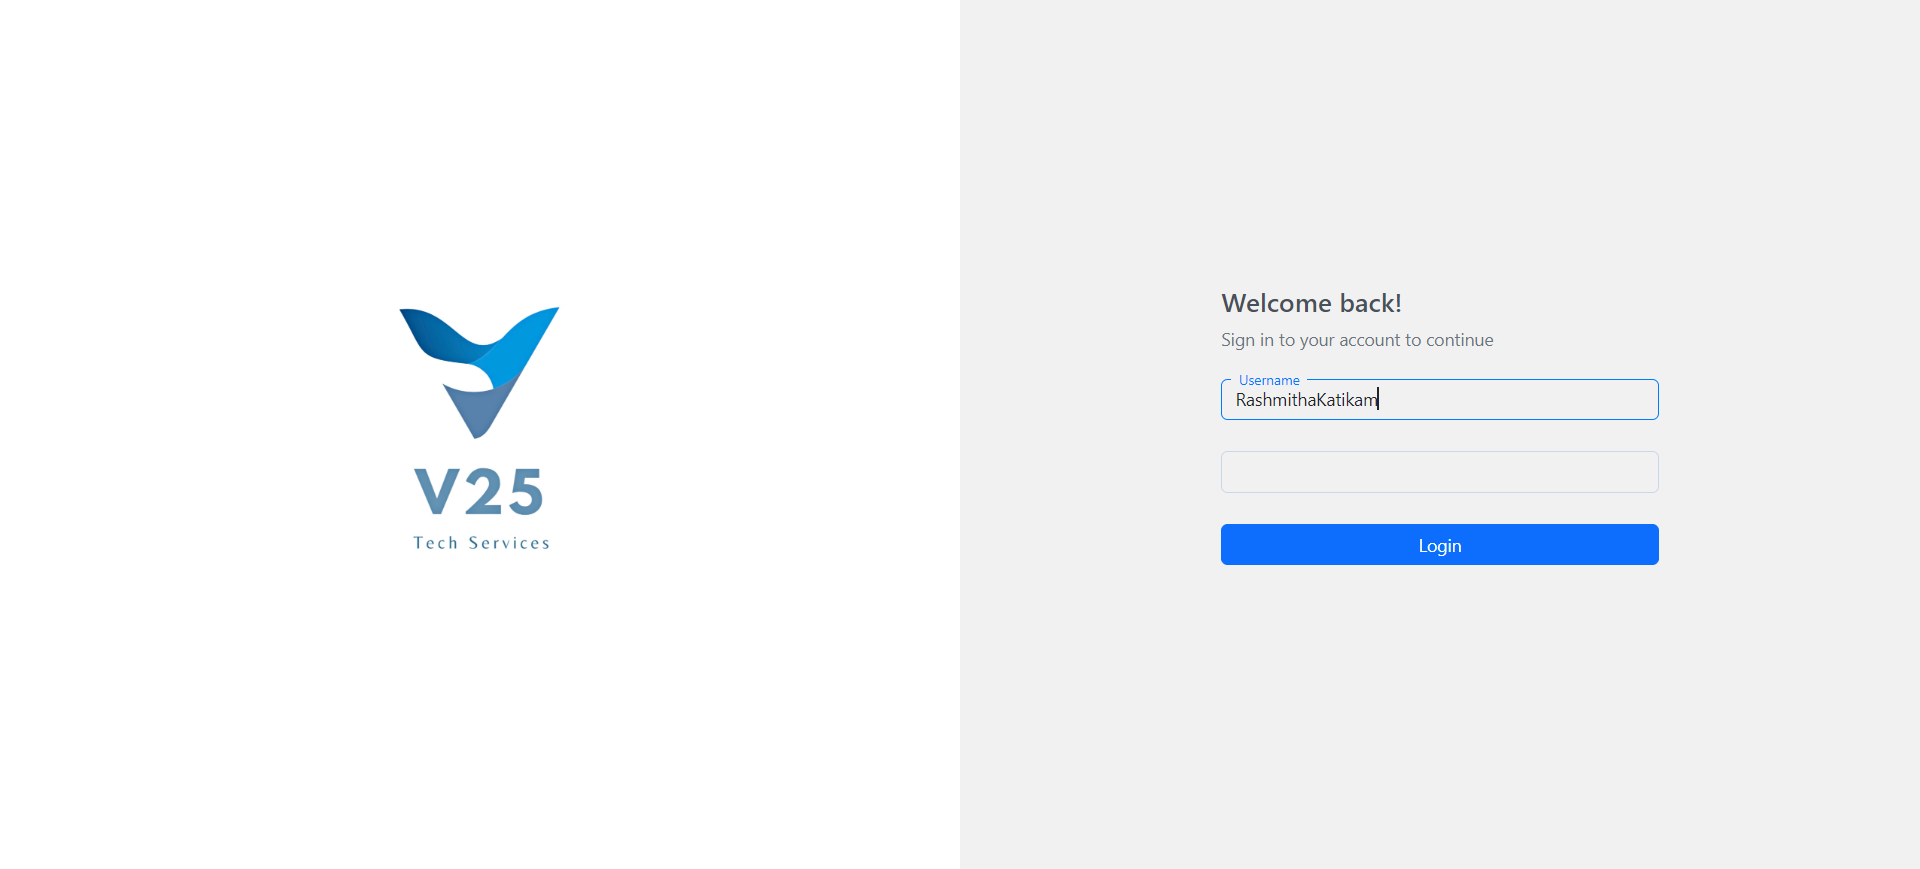 V25
Tech Services
Welcome back!
Sign in to your account to continue
Username
RashmithaKatikam
Login